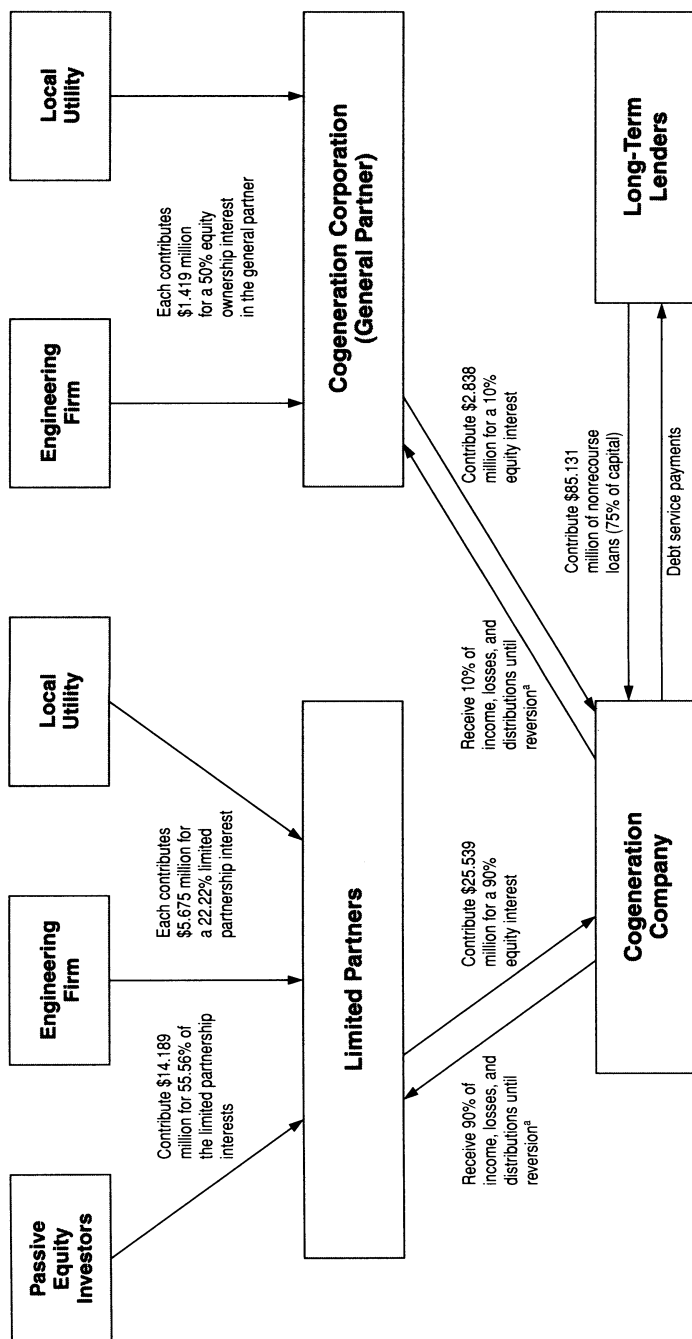 Passive
Equity
Investors
Engineering
Firm
Local
Utility
Engineering
Firm
Local
Utility
Contribute $14.189
million for 55.56% of
the limited partnership
interests
Each contributes
$5.675 million for
a 22.22% limited
partnership interest
Each contributes
$1.419 million
for a 50% equity
ownership interest
in the general partner
Limited Partners
Cogeneration Corporation
(General Partner)
Receive 90% of
income, losses, and
distributions until
reversionᵃ
Contribute $25.539
million for a 90%
equity interest
Receive 10% of
income, losses, and
distributions until
reversionᵃ
Contribute $2.838
million for a 10%
equity interest
Cogeneration
Company
Contribute $85.131
million of nonrecourse
loans (75% of capital)
Debt service payments
Long-Term
Lenders